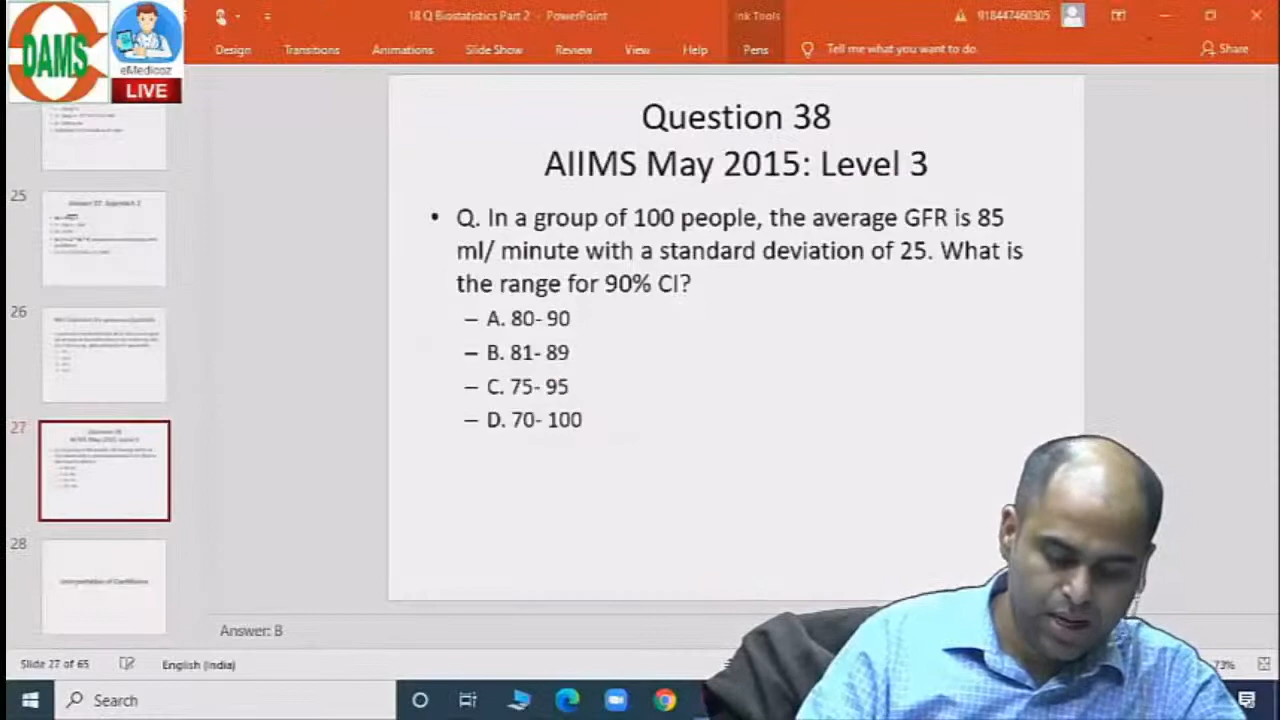 18 Q Biostatistics Part 2 - PowerPoint
Ink Tools
918447460305
Design
Transitions
Animations
Slide Show
Review
View
Help
Pens
Tell me what you want to do
Share
DAMS
eMedicoz
LIVE
25
26
27
28
Question 38
AIIMS May 2015: Level 3
• Q. In a group of 100 people, the average GFR is 85
ml/ minute with a standard deviation of 25. What is
the range for 90% CI?
– A. 80- 90
– B. 81- 89
– C. 75- 95
– D. 70- 100
Answer: B
Slide 27 of 65
English (India)
73%
Search